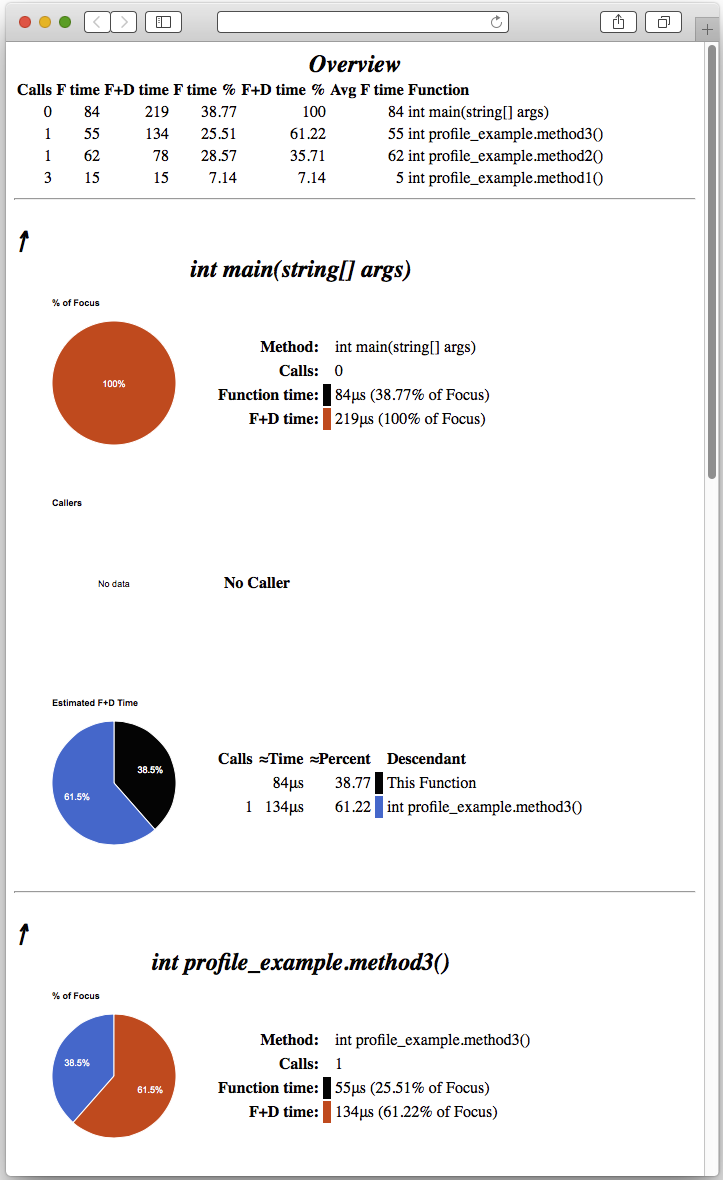 Overview
Calls F time F+D time F time % F+D time % Avg F time Function
0 84 219 38.77 100 84 int main(string[] args)
1 55 134 25.51 61.22 55 int profile_example.method3()
1 62 78 28.57 35.71 62 int profile_example.method2()
3 15 15 7.14 7.14 5 int profile_example.method1()
↑
int main(string[] args)
% of Focus
100%
Method: int main(string[] args)
Calls: 0
Function time: 84µs (38.77% of Focus)
F+D time: 219µs (100% of Focus)
Callers
No data
No Caller
Estimated F+D Time
38.5%
61.5%
Calls ≈Time ≈Percent Descendant
84µs 38.77 This Function
1 134µs 61.22 int profile_example.method3()
↑
int profile_example.method3()
% of Focus
38.5%
61.5%
Method: int profile_example.method3()
Calls: 1
Function time: 55µs (25.51% of Focus)
F+D time: 134µs (61.22% of Focus)